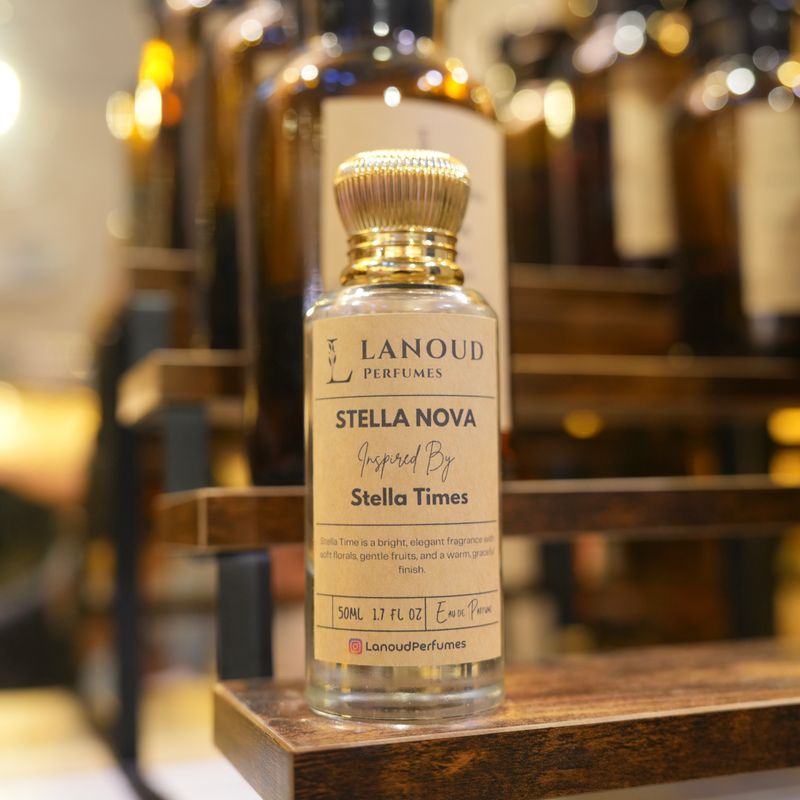 LANOUD
PERFUMES
STELLA NOVA
Inspired By
Stella Times
Stella Time is a bright, elegant fragrance with
soft florals, gentle fruits, and a warm, graceful
finish.
50ML 1.7 FL OZ EAU DE PARFUME
LanoudPerfumes